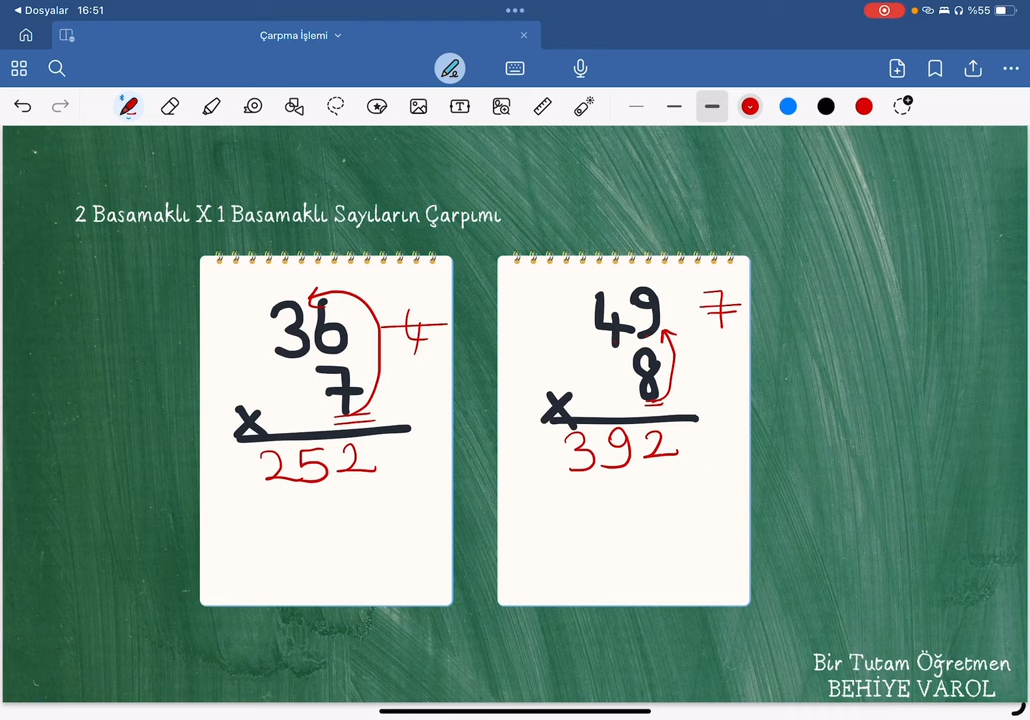 Dosyalar 16:51
%55
Çarpma İşlemi
2 Basamaklı X 1 Basamaklı Sayıların Çarpımı
36
4
7
x
252
49
7
8
x
392
Bir Tutam Öğretmen
BEHİYE VAROL